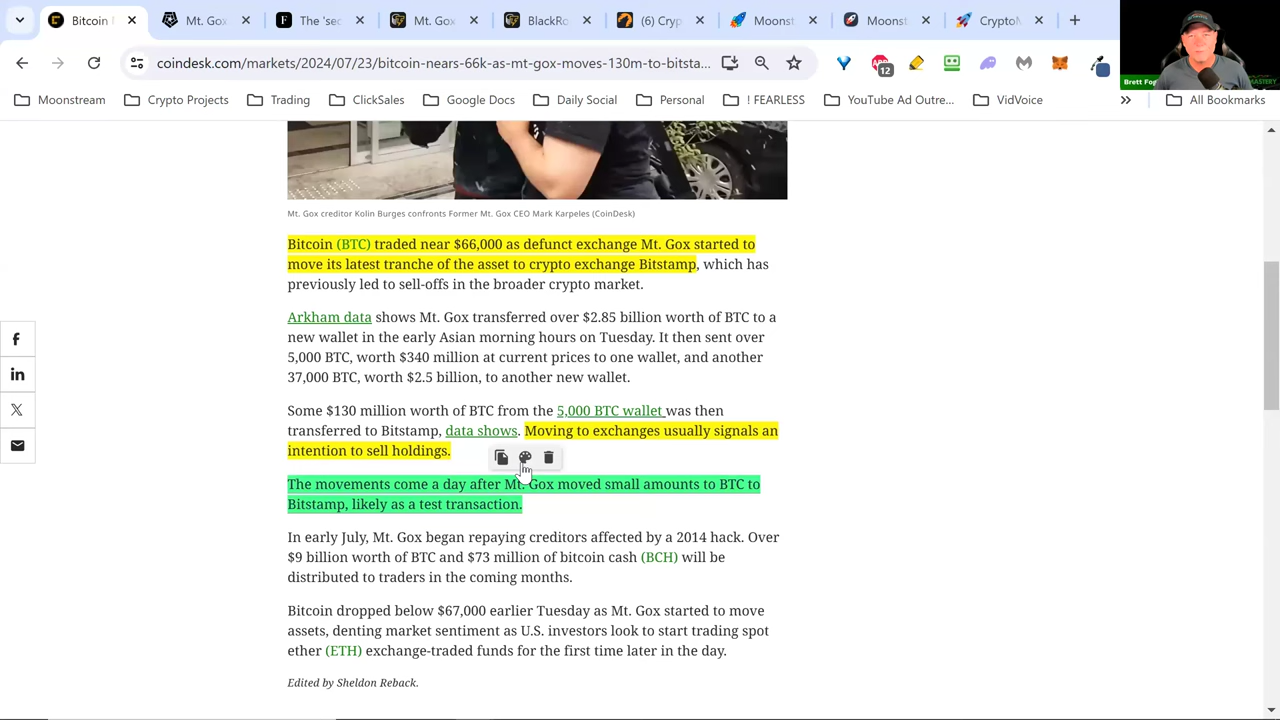 Bitcoin
Mt. Gox
The 'sec
Mt. Gox
BlackRo
(6) Cryp
Moonst
Moonst
Crypto
coindesk.com/markets/2024/07/23/bitcoin-nears-66k-as-mt-gox-moves-130m-to-bitsta...
12
Moonstream
Crypto Projects
Trading
ClickSales
Google Docs
Daily Social
Personal
! FEARLESS
YouTube Ad Outre...
VidVoice
All Bookmarks
Mt. Gox creditor Kolin Burges confronts Former Mt. Gox CEO Mark Karpeles (CoinDesk)
Bitcoin (BTC) traded near $66,000 as defunct exchange Mt. Gox started to
move its latest tranche of the asset to crypto exchange Bitstamp, which has
previously led to sell-offs in the broader crypto market.
Arkham data shows Mt. Gox transferred over $2.85 billion worth of BTC to a
new wallet in the early Asian morning hours on Tuesday. It then sent over
5,000 BTC, worth $340 million at current prices to one wallet, and another
37,000 BTC, worth $2.5 billion, to another new wallet.
Some $130 million worth of BTC from the 5,000 BTC wallet was then
transferred to Bitstamp, data shows. Moving to exchanges usually signals an
intention to sell holdings.
The movements come a day after Mt. Gox moved small amounts to BTC to
Bitstamp, likely as a test transaction.
In early July, Mt. Gox began repaying creditors affected by a 2014 hack. Over
$9 billion worth of BTC and $73 million of bitcoin cash (BCH) will be
distributed to traders in the coming months.
Bitcoin dropped below $67,000 earlier Tuesday as Mt. Gox started to move
assets, denting market sentiment as U.S. investors look to start trading spot
ether (ETH) exchange-traded funds for the first time later in the day.
Edited by Sheldon Reback.